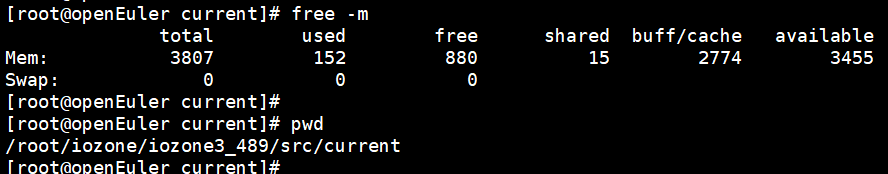 [root@openEuler current]# free -m
              total        used        free      shared  buff/cache   available
Mem:           3807         152         880          15        2774        3455
Swap:             0           0           0
[root@openEuler current]#
[root@openEuler current]# pwd
/root/iozone/iozone3_489/src/current
[root@openEuler current]#